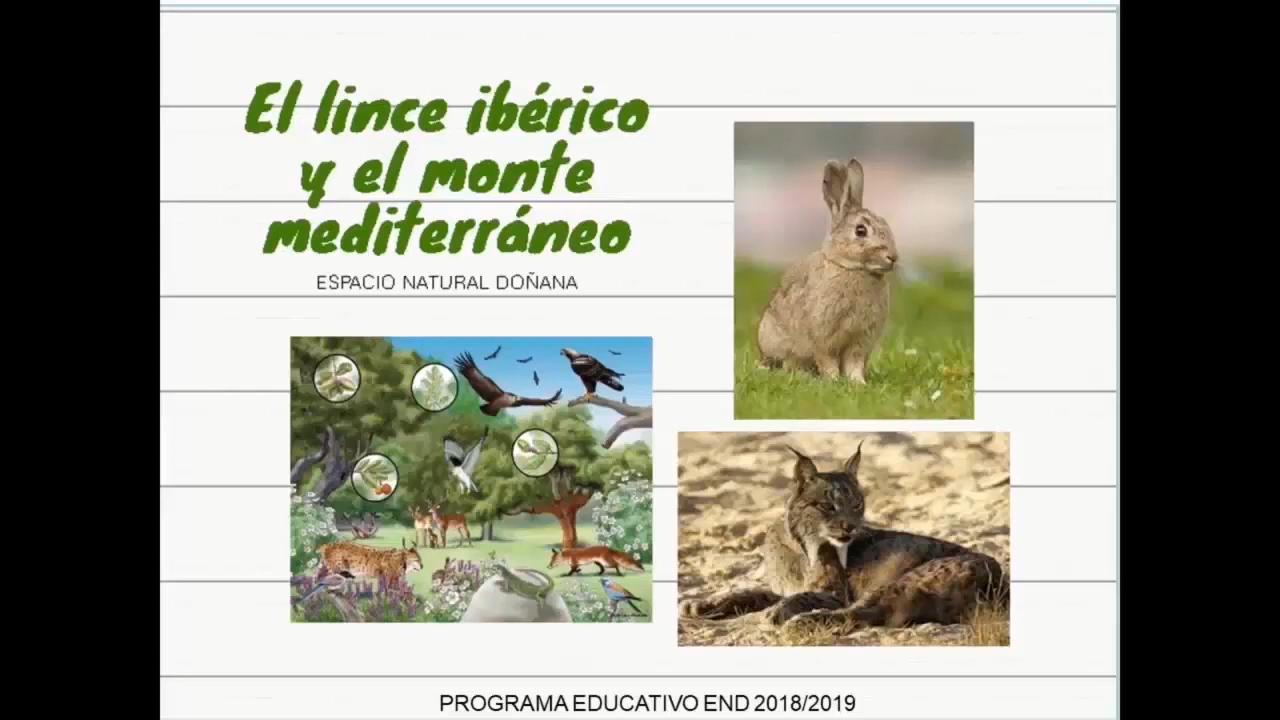 El lince ibérico
y el monte
mediterráneo
ESPACIO NATURAL DOÑANA
PROGRAMA EDUCATIVO END 2018/2019